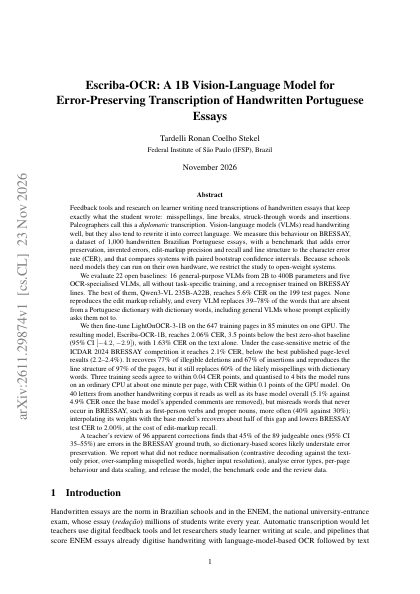 Escriba-OCR: A 1B Vision-Language Model for
Error-Preserving Transcription of Handwritten Portuguese
Essays
Tardelli Ronan Coelho Stekel
Federal Institute of São Paulo (IFSP), Brazil
November 2026
arXiv:2611.29874v1 [cs.CL] 23 Nov 2026
Abstract
Feedback tools and research on learner writing need transcriptions of handwritten essays that keep
exactly what the student wrote: misspellings, line breaks, struck-through words and insertions.
Paleographers call this a diplomatic transcription. Vision-language models (VLMs) read handwriting
well, but they also tend to rewrite it into correct language. We measure this behaviour on BRESSAY,
a dataset of 1,000 handwritten Brazilian Portuguese essays, with a benchmark that adds error
preservation, invented errors, edit-markup precision and recall and line structure to the character error
rate (CER), and that compares systems with paired bootstrap confidence intervals. Because
schools need models they can run on their own hardware, we restrict the study to open-weight systems.
We evaluate 22 open baselines: 16 general-purpose VLMs from 2B to 400B parameters and five
OCR-specialised VLMs, all without task-specific training, and a recogniser trained on BRESSAY
lines. The best of them, Qwen3-VL 235B-A22B, reaches 5.6% CER on the 199 test pages. None
reproduces the edit markup reliably, and every VLM replaces 39–78% of the words that are absent
from a Portuguese dictionary with dictionary words, including general VLMs whose prompt explicitly
asks them not to.
We then fine-tune LightOnOCR-3-1B on the 647 training pages in 85 minutes on one GPU.
The resulting model, Escriba-OCR-1B, reaches 2.06% CER, 3.5 points below the best zero-shot baseline
(95% CI [−4.2, −2.9]), with 1.63% CER on the text alone. Under the case-sensitive metric of the
ICDAR 2024 BRESSAY competition it reaches 2.1% CER, below the best published page-level
results (2.2–2.4%). It recovers 77% of illegible deletions and 67% of insertions and reproduces the
line structure of 97% of the pages, but it still replaces 60% of the likely misspellings with dictionary
words. Three training seeds agree to within 0.04 CER points, and quantised to 4 bits the model runs
on an ordinary CPU at about one minute per page, with CER within 0.1 points of the GPU model. On
40 letters from another handwriting corpus it reads as well as its base model overall (5.1% against
4.9% CER once the base model's appended comments are removed), but misreads words that never
occur in BRESSAY, such as first-person verbs and proper nouns, more often (40% against 30%);
interpolating its weights with the base model's recovers about half of this gap and lowers BRESSAY
test CER to 2.00%, at the cost of edit-markup recall.
A teacher's review of 96 apparent corrections finds that 45% of the 89 judgeable ones (95% CI
35–55%) are errors in the BRESSAY ground truth, so dictionary-based scores likely understate error
preservation. We report what did not reduce normalisation (contrastive decoding against the text-
only prior, over-sampling misspelled words, higher input resolution), analyse error types, per-page
behaviour and data scaling, and release the model, the benchmark code and the review data.
1 Introduction
Handwritten essays are the norm in Brazilian schools and in the ENEM, the national university-entrance
exam, whose essay (redação) millions of students write every year. Automatic transcription would let
teachers use digital feedback tools and let researchers study learner writing at scale, and pipelines that
score ENEM essays already digitise handwriting with language-model-based OCR followed by text
1